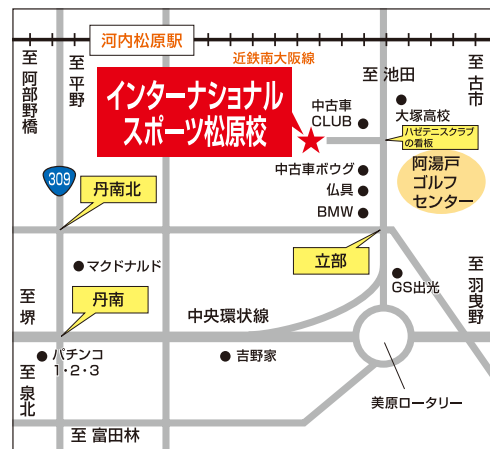 河内松原駅
近鉄南大阪線
至 阿部野橋
至 平野
至 池田
至 古市
インターナショナル
スポーツ松原校
中古車
CLUB
大塚高校
ハゼテニスクラブ
の看板
309
中古車ボウグ
仏具
BMW
阿湯戸
ゴルフ
センター
丹南北
立部
マクドナルド
GS出光
至 羽曳野
至 堺
丹南
中央環状線
パチンコ
1・2・3
吉野家
至 泉北
美原ロータリー
至 富田林